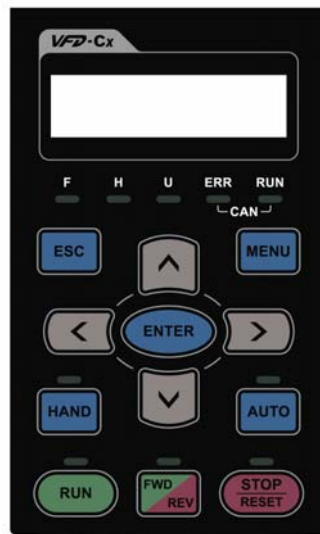 VFD-Cx
F H U ERR RUN
CAN
ESC MENU
ENTER
HAND AUTO
RUN FWD REV STOP RESET